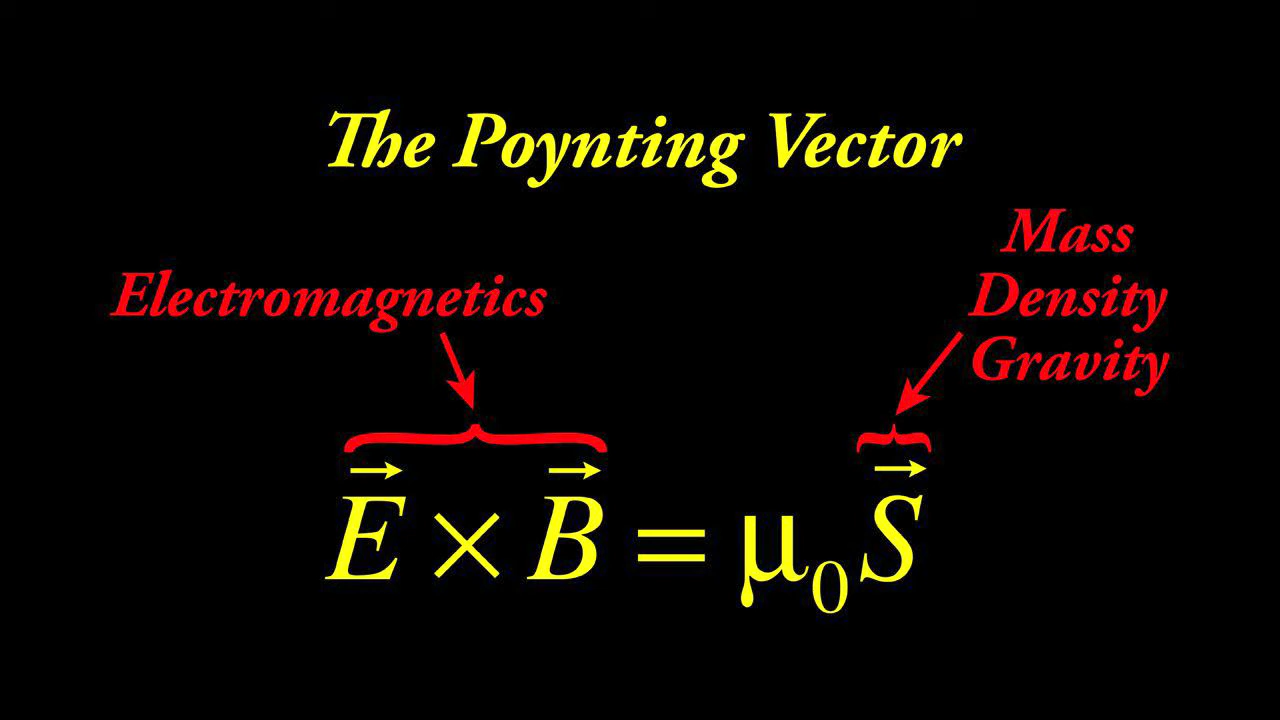 The Poynting Vector
Mass
Density
Gravity
Electromagnetics
E⃗ × B⃗ = μ₀S⃗